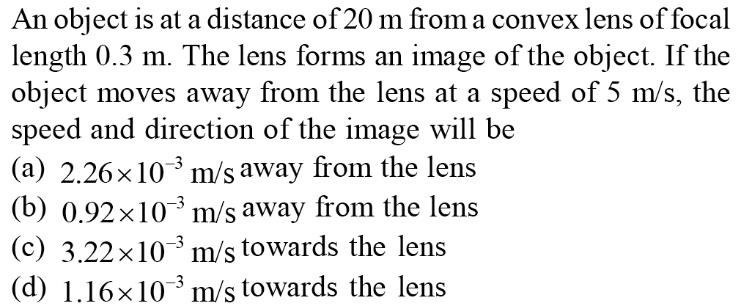 An object is at a distance of 20 m from a convex lens of focal
length 0.3 m. The lens forms an image of the object. If the
object moves away from the lens at a speed of 5 m/s, the
speed and direction of the image will be
(a) 2.26×10⁻³ m/s away from the lens
(b) 0.92×10⁻³ m/s away from the lens
(c) 3.22×10⁻³ m/s towards the lens
(d) 1.16×10⁻³ m/s towards the lens